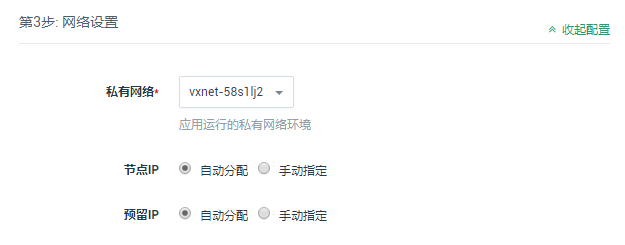 第3步: 网络设置
收起配置
私有网络* vxnet-58s1lj2
应用运行的私有网络环境
节点IP 自动分配 手动指定
预留IP 自动分配 手动指定